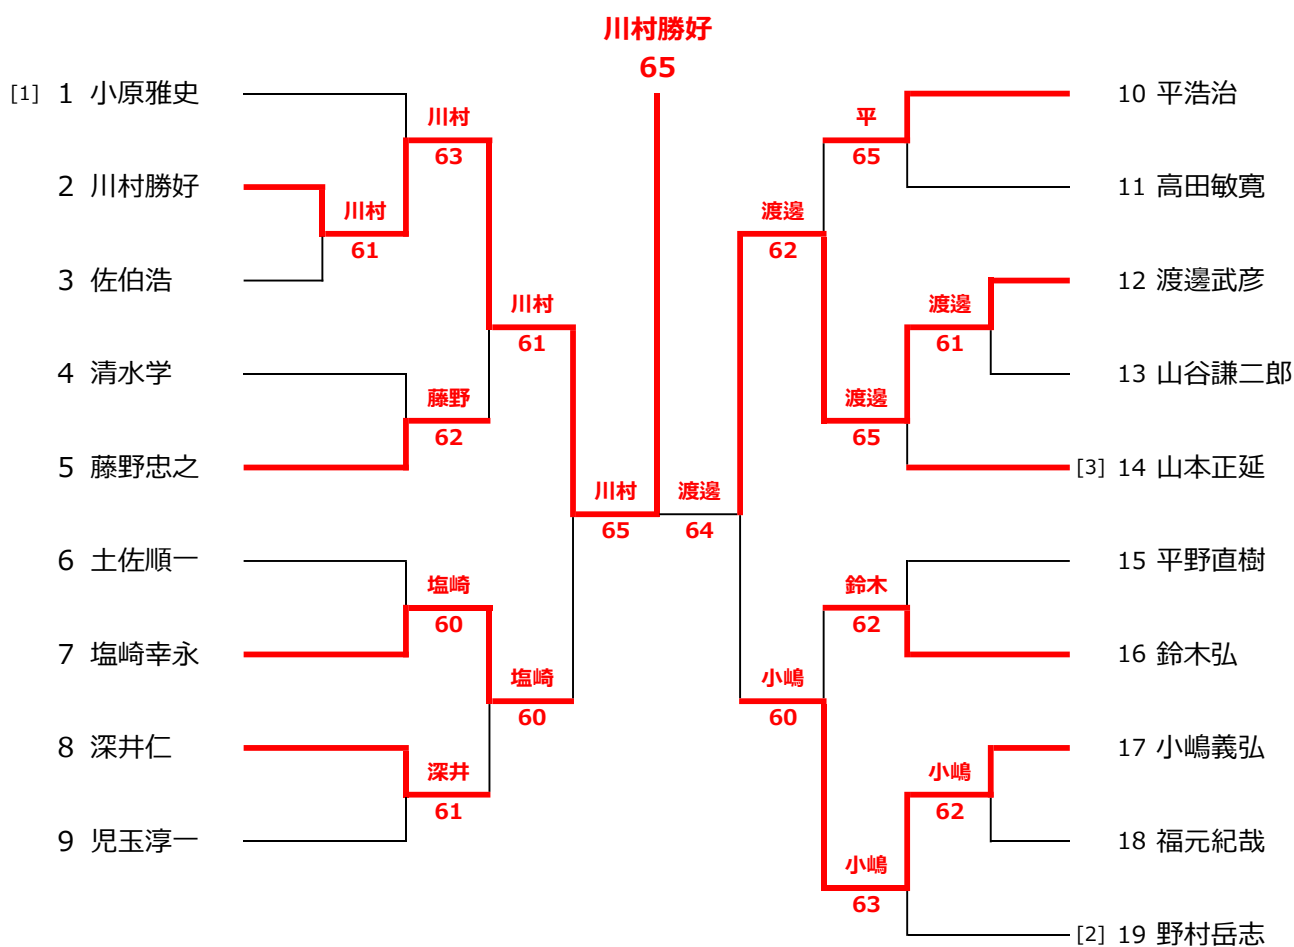 川村勝好
65
[1] 1 小原雅史
川村
63
2 川村勝好
川村
61
3 佐伯浩
川村
61
4 清水学
藤野
62
5 藤野忠之
川村
65
6 土佐順一
塩崎
60
7 塩崎幸永
塩崎
60
8 深井仁
深井
61
9 児玉淳一
10 平浩治
平
65
11 高田敏寛
渡邊
62
12 渡邊武彦
渡邊
61
13 山谷謙二郎
渡邊
65
[3] 14 山本正延
渡邊
64
15 平野直樹
鈴木
62
16 鈴木弘
小嶋
60
17 小嶋義弘
小嶋
62
18 福元紀哉
小嶋
63
[2] 19 野村岳志